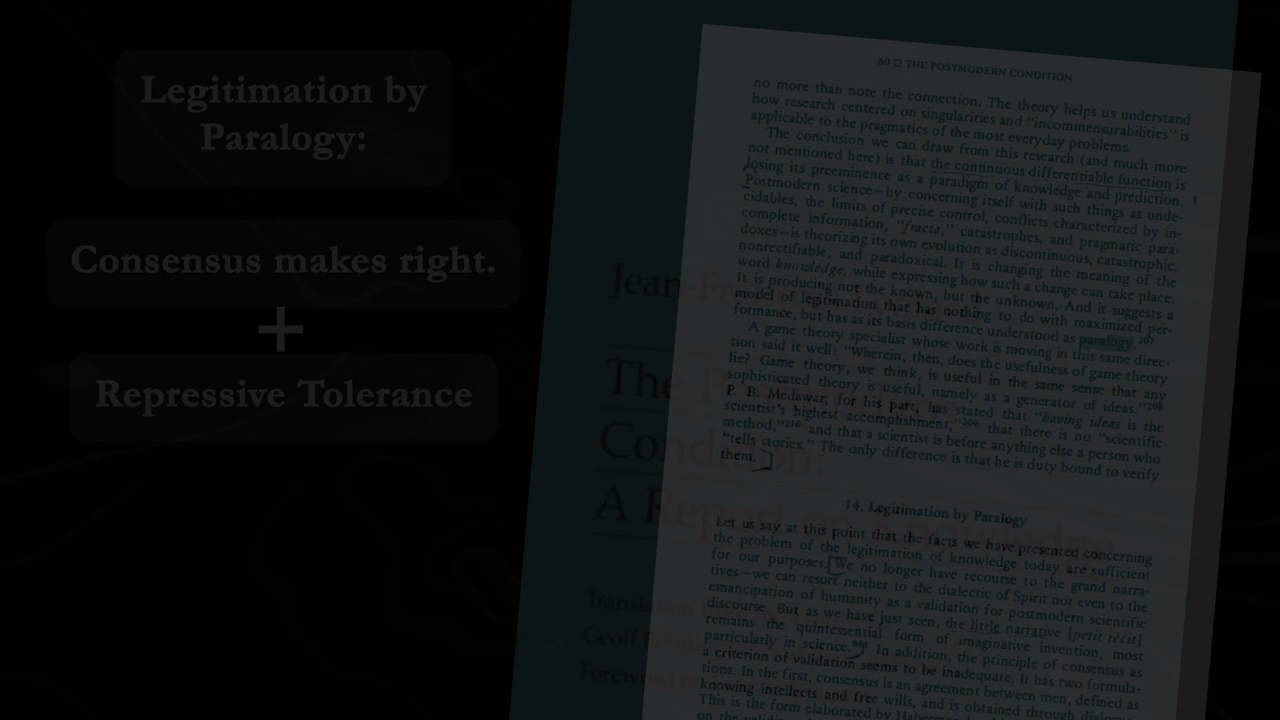 Legitimation by
Paralogy:
Consensus makes right.
+
Repressive Tolerance
60 □ THE POSTMODERN CONDITION
no more than note the connection. The theory helps us understand
how research centered on singularities and "incommensurabilities" is
applicable to the pragmatics of the most everyday problems.
The conclusion we can draw from this research (and much more
not mentioned here) is that the continuous differentiable function is
losing its preeminence as a paradigm of knowledge and prediction.
Postmodern science—by concerning itself with such things as unde-
cidables, the limits of precise control, conflicts characterized by in-
complete information, "fracta," catastrophes, and pragmatic para-
doxes—is theorizing its own evolution as discontinuous, catastrophic,
nonrectifiable, and paradoxical. It is changing the meaning of the
word knowledge, while expressing how such a change can take place.
It is producing not the known, but the unknown. And it suggests a
model of legitimation that has nothing to do with maximized per-
formance, but has as its basis difference understood as paralogy.207
A game theory specialist whose work is moving in this same direc-
tion said it well: "Wherein, then, does the usefulness of game theory
lie? Game theory, we think, is useful in the same sense that any
sophisticated theory is useful, namely as a generator of ideas."208
P. B. Medawar, for his part, has stated that "having ideas is the
scientist's highest accomplishment,"209 that there is no "scientific
method,"210 and that a scientist is before anything else a person who
"tells stories." The only difference is that he is duty bound to verify
them.
14. Legitimation by Paralogy
Let us say at this point that the facts we have presented concerning
the problem of the legitimation of knowledge today are sufficient
for our purposes. We no longer have recourse to the grand narra-
tives—we can resort neither to the dialectic of Spirit nor even to the
emancipation of humanity as a validation for postmodern scientific
discourse. But as we have just seen, the little narrative [petit récit]
remains the quintessential form of imaginative invention, most
particularly in science. In addition, the principle of consensus as
a criterion of validation seems to be inadequate. It has two formula-
tions. In the first, consensus is an agreement between men, defined as
knowing intellects and free wills, and is obtained through dialogue.
This is the form elaborated by Habermas
on the
Jean-Fr
The P
Condition:
A Report on Knowledge
Translation
Geoff
Foreword